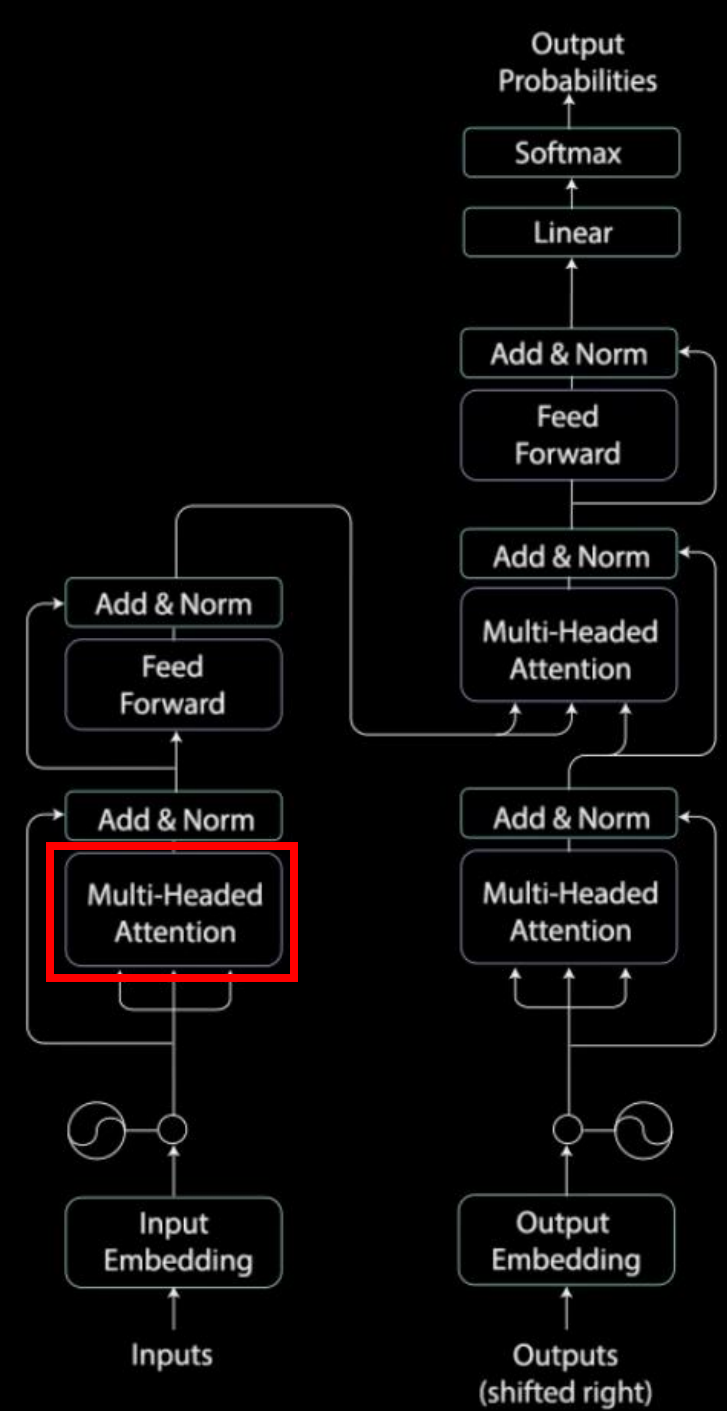 Output
Probabilities
Softmax
Linear
Add & Norm
Feed
Forward
Add & Norm
Multi-Headed
Attention
Add & Norm
Multi-Headed
Attention
Output
Embedding
Outputs
(shifted right)
Add & Norm
Feed
Forward
Add & Norm
Multi-Headed
Attention
Input
Embedding
Inputs